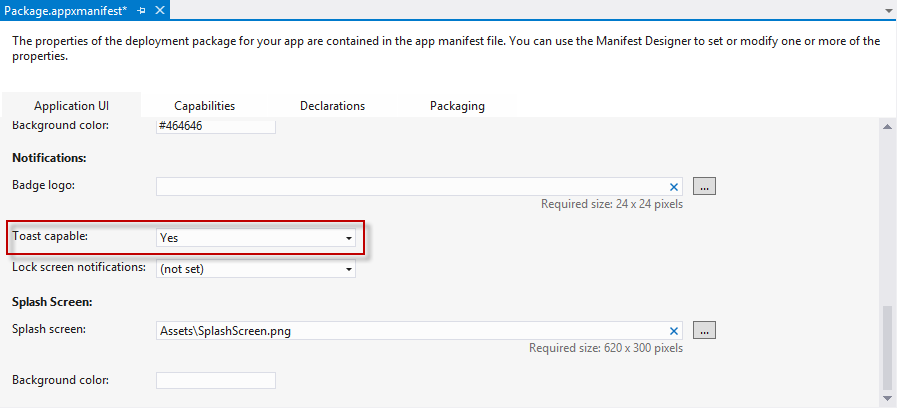 Package.appxmanifest*
The properties of the deployment package for your app are contained in the app manifest file. You can use the Manifest Designer to set or modify one or more of the
properties.
Application UI Capabilities Declarations Packaging
Background color: #464646
Notifications:
Badge logo: ...
Required size: 24 x 24 pixels
Toast capable: Yes
Lock screen notifications: (not set)
Splash Screen:
Splash screen: Assets\SplashScreen.png ...
Required size: 620 x 300 pixels
Background color: